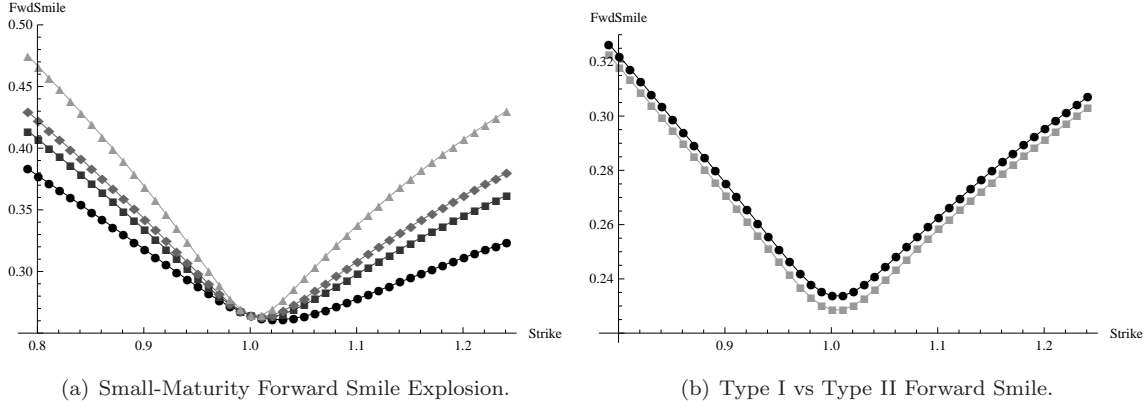 FwdSmile
0.50
0.45
0.40
0.35
0.30
0.8 0.9 1.0 1.1 1.2
Strike
(a) Small-Maturity Forward Smile Explosion.
FwdSmile
0.32
0.28
0.26
0.24
0.9 1.0 1.1 1.2
Strike
(b) Type I vs Type II Forward Smile.